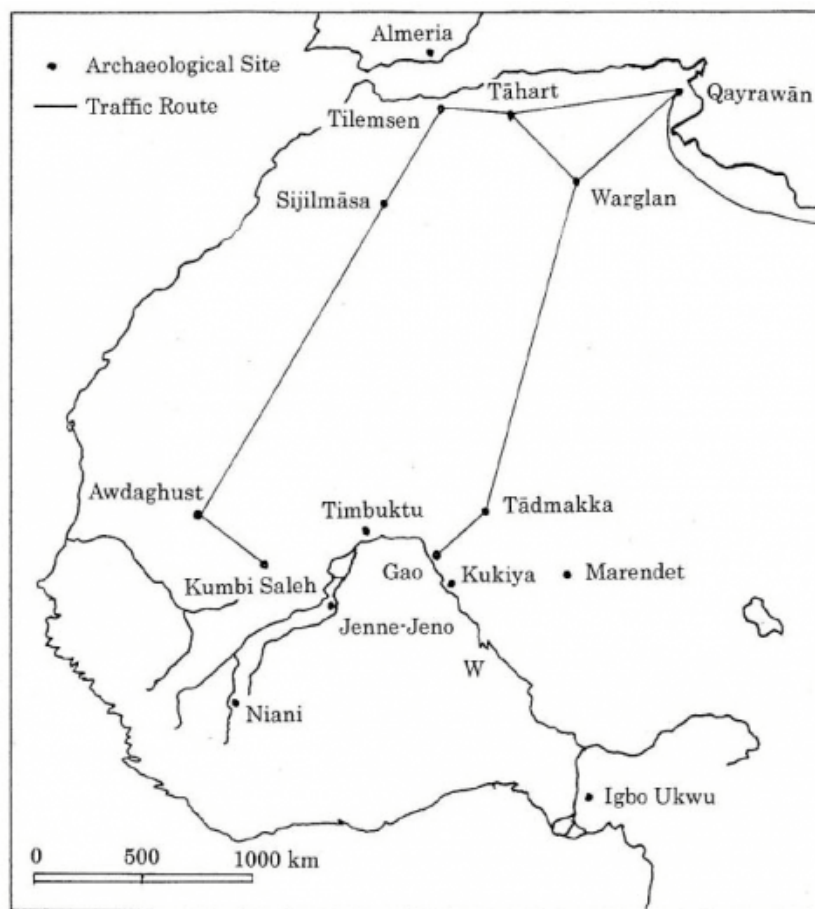 Almeria
Archaeological Site
Traffic Route
Tāhart
Qayrawān
Tilemsen
Sijilmāsa
Warglan
Awdaghust
Timbuktu
Tādmakka
Kumbi Saleh
Gao
Kukiya
Marendet
Jenne-Jeno
W
Niani
Igbo Ukwu
0 500 1000 km